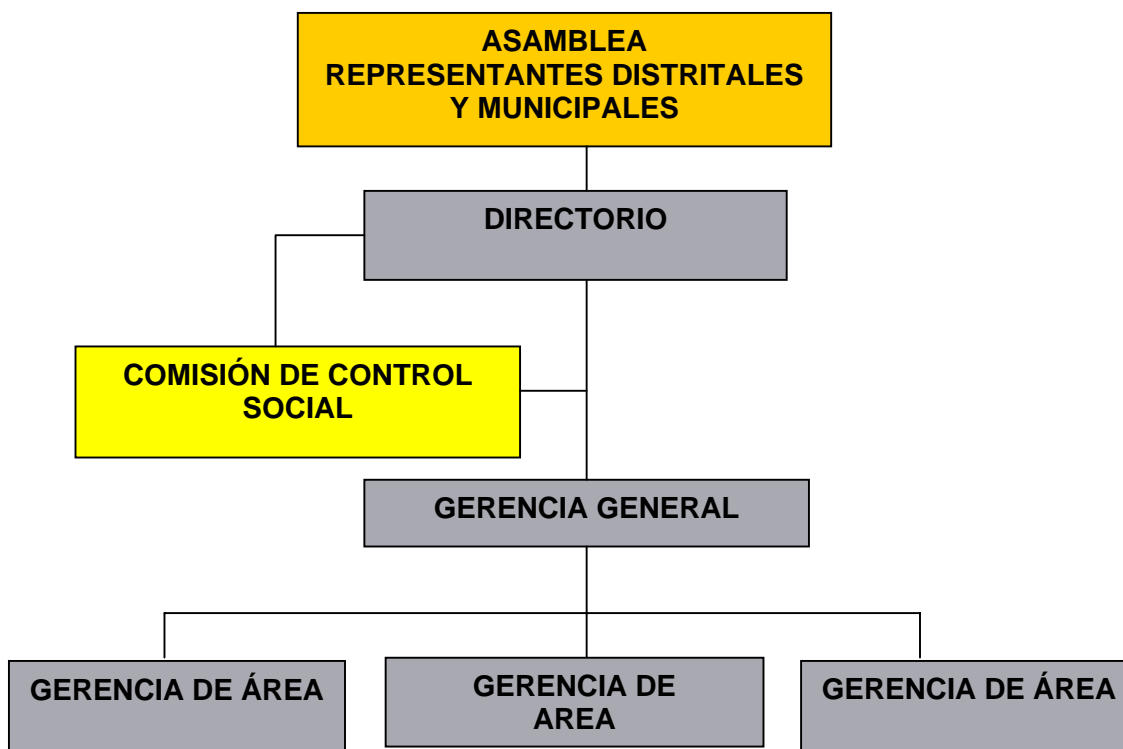 ASAMBLEA
REPRESENTANTES DISTRITALES
Y MUNICIPALES
DIRECTORIO
COMISIÓN DE CONTROL
SOCIAL
GERENCIA GENERAL
GERENCIA DE ÁREA
GERENCIA DE
AREA
GERENCIA DE ÁREA